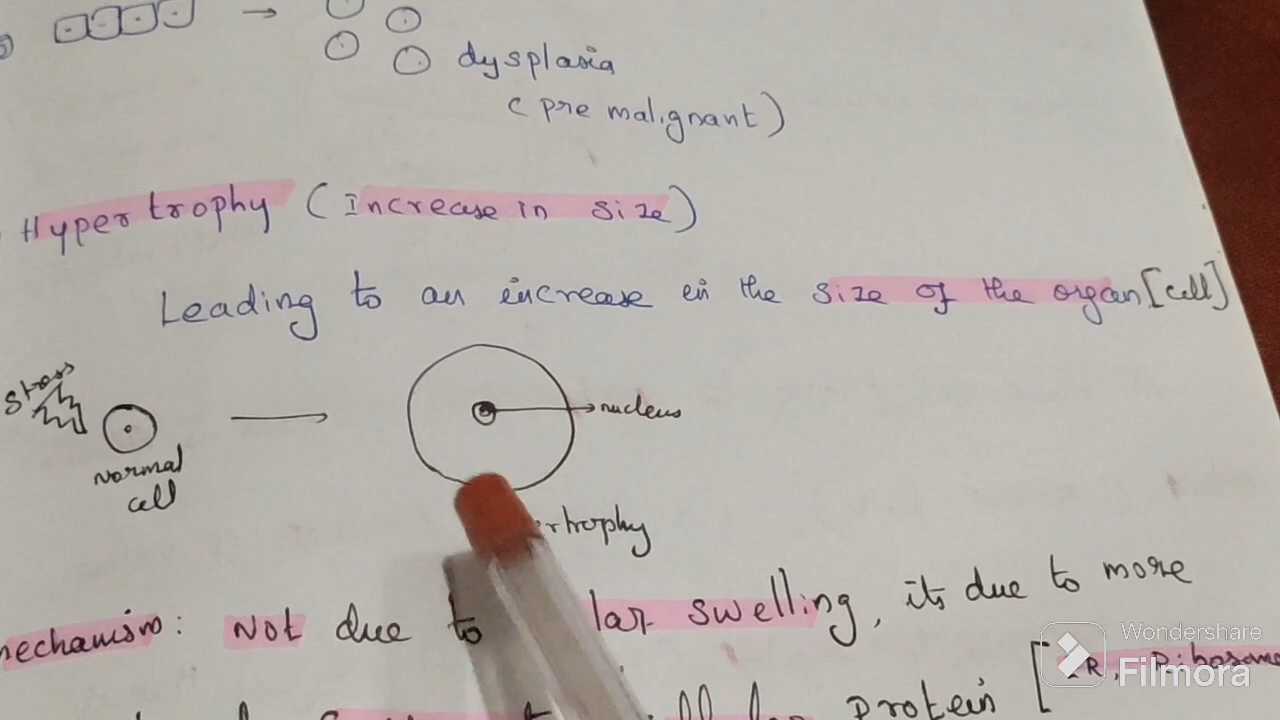 dysplasia
(pre malignant)
Hypertrophy (Increase in size)
Leading to an increase in the size of the organ [cell]
Stress
nucleus
normal
cell
rtrophy
mechanism: Not due to lar swelling, its due to more
protein [
Wondershare
Filmora